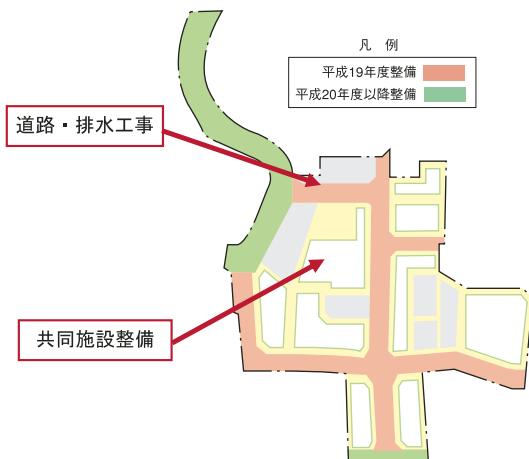 凡 例
平成19年度整備
平成20年度以降整備
道路・排水工事
共同施設整備